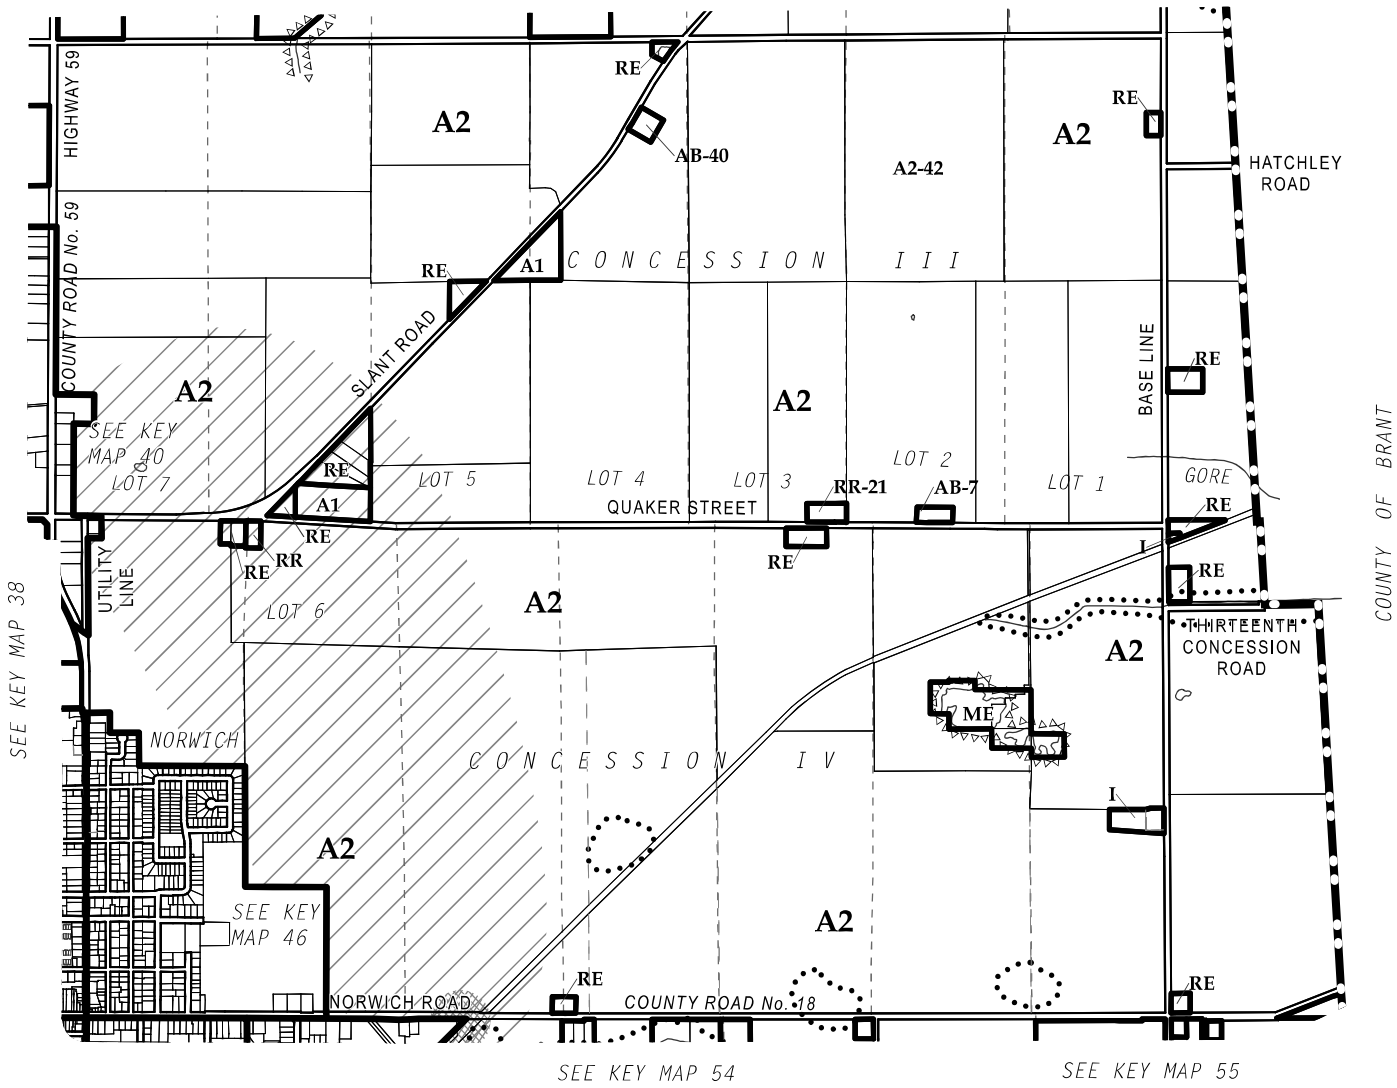 RE
HIGHWAY 59
A2
AB-40
RE
A2
A2-42
HATCHLEY
ROAD
COUNTY ROAD No. 59
RE
A1
CONCESSION III
SLANT ROAD
BASE LINE
RE
A2
A2
COUNTY OF BRANT
SEE KEY
MAP 40
LOT 7
RE
A1
RE
LOT 5
LOT 4
LOT 3
LOT 2
LOT 1
GORE
QUAKER STREET
RR-21
AB-7
RE
I
RE
RR
RE
RE
UTILITY
LINE
SEE KEY MAP 38
LOT 6
A2
A2
THIRTEENTH
CONCESSION
ROAD
ME
NORWICH
CONCESSION IV
I
A2
SEE KEY
MAP 46
A2
RE
RE
NORWICH ROAD
COUNTY ROAD No. 18
SEE KEY MAP 54
SEE KEY MAP 55